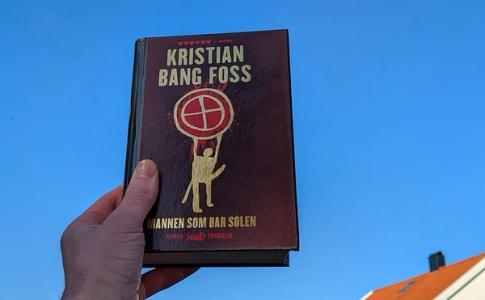 KRISTIAN
BANG FOSS
MANNEN SOM BAR SOLEN